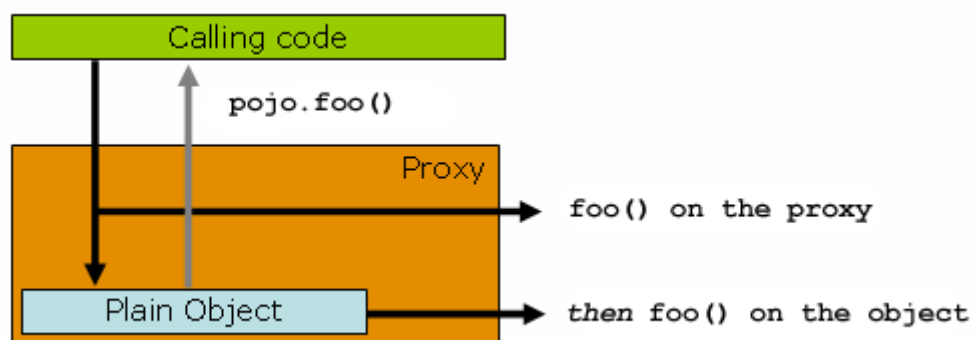 Calling code
pojo.foo()
Proxy
foo() on the proxy
Plain Object
then foo() on the object